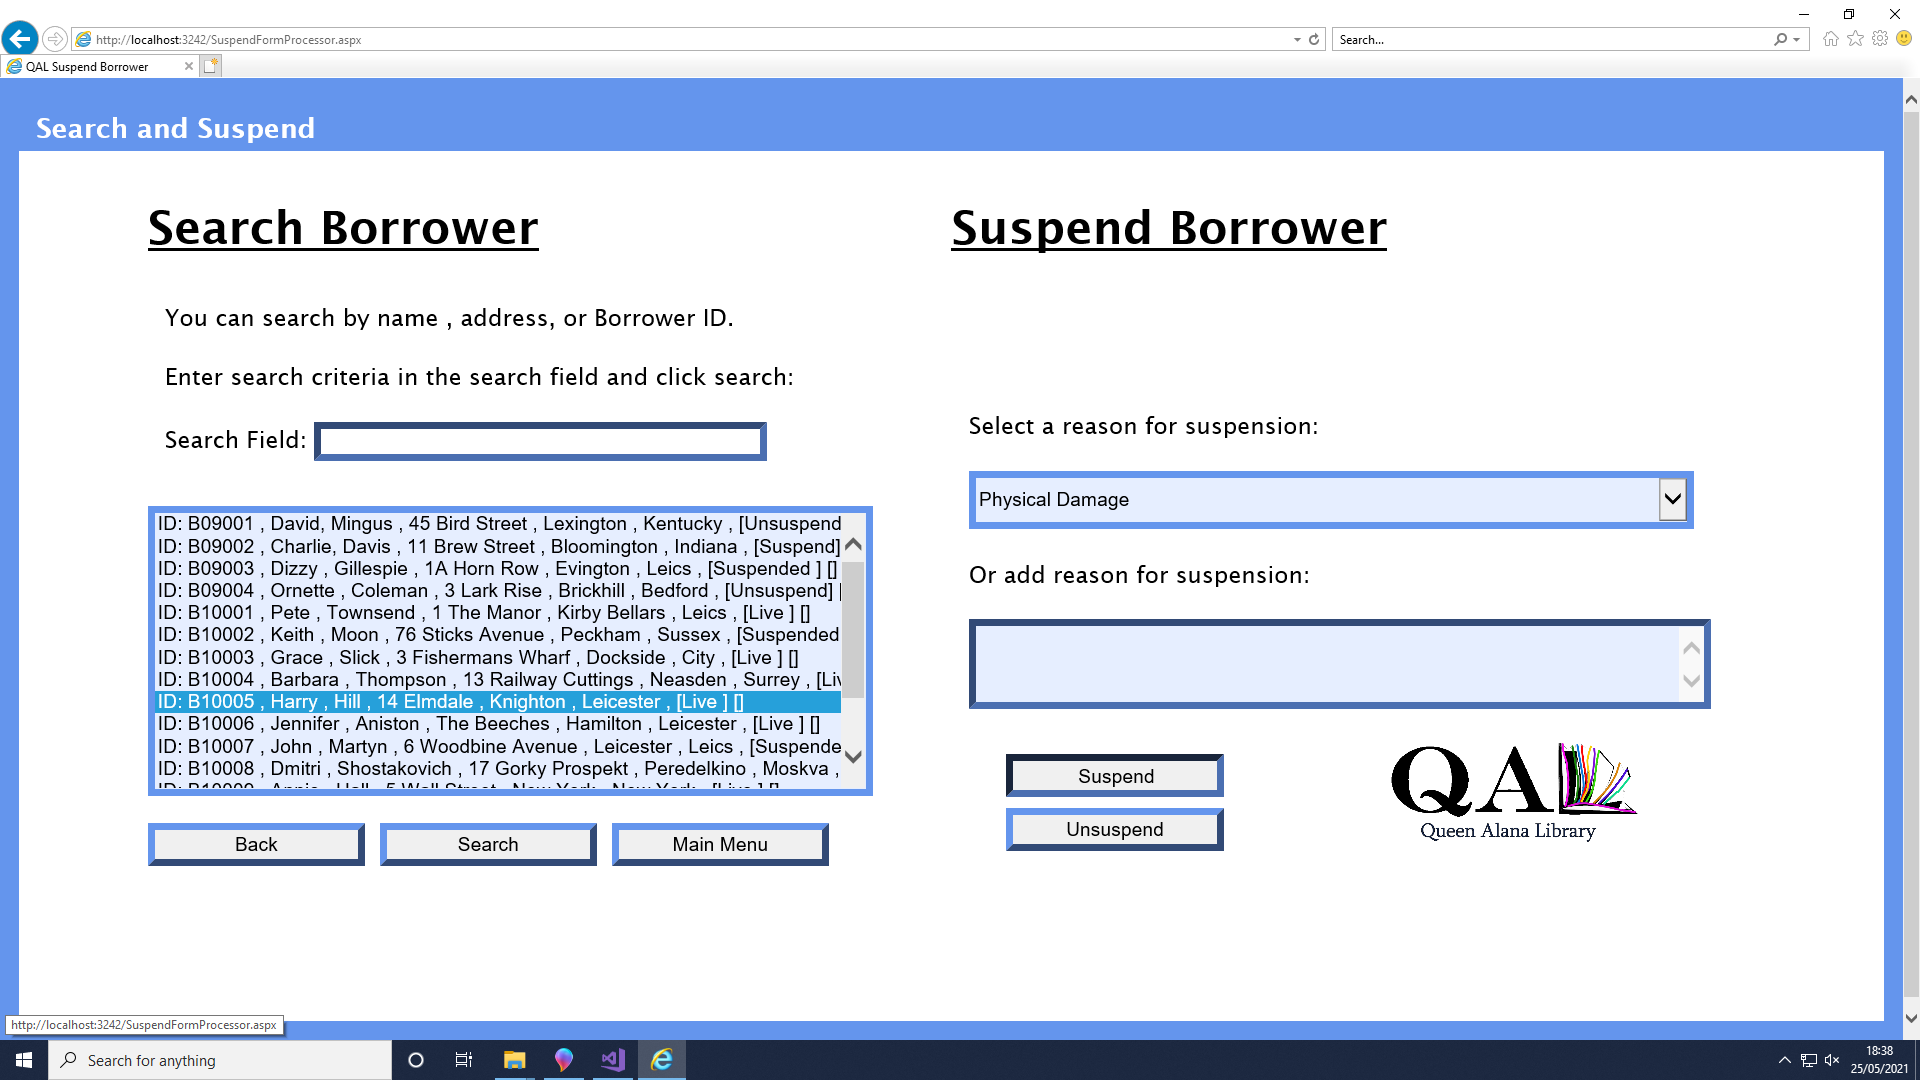 http://localhost:3242/SuspendFormProcessor.aspx
Search...
QAL Suspend Borrower
Search and Suspend
Search Borrower
You can search by name , address, or Borrower ID.
Enter search criteria in the search field and click search:
Search Field:
ID: B09001 , David, Mingus , 45 Bird Street , Lexington , Kentucky , [Unsuspend
ID: B09002 , Charlie, Davis , 11 Brew Street , Bloomington , Indiana , [Suspend]
ID: B09003 , Dizzy , Gillespie , 1A Horn Row , Evington , Leics , [Suspended ] []
ID: B09004 , Ornette , Coleman , 3 Lark Rise , Brickhill , Bedford , [Unsuspend] [
ID: B10001 , Pete , Townsend , 1 The Manor , Kirby Bellars , Leics , [Live ] []
ID: B10002 , Keith , Moon , 76 Sticks Avenue , Peckham , Sussex , [Suspended
ID: B10003 , Grace , Slick , 3 Fishermans Wharf , Dockside , City , [Live ] []
ID: B10004 , Barbara , Thompson , 13 Railway Cuttings , Neasden , Surrey , [Liv
ID: B10005 , Harry , Hill , 14 Elmdale , Knighton , Leicester , [Live ] []
ID: B10006 , Jennifer , Aniston , The Beeches , Hamilton , Leicester , [Live ] []
ID: B10007 , John , Martyn , 6 Woodbine Avenue , Leicester , Leics , [Suspende
ID: B10008 , Dmitri , Shostakovich , 17 Gorky Prospekt , Peredelkino , Moskva ,
Back
Search
Main Menu
Suspend Borrower
Select a reason for suspension:
Physical Damage
Or add reason for suspension:
Suspend
Unsuspend
QAL
Queen Alana Library
http://localhost:3242/SuspendFormProcessor.aspx
Search for anything
18:38
25/05/2021